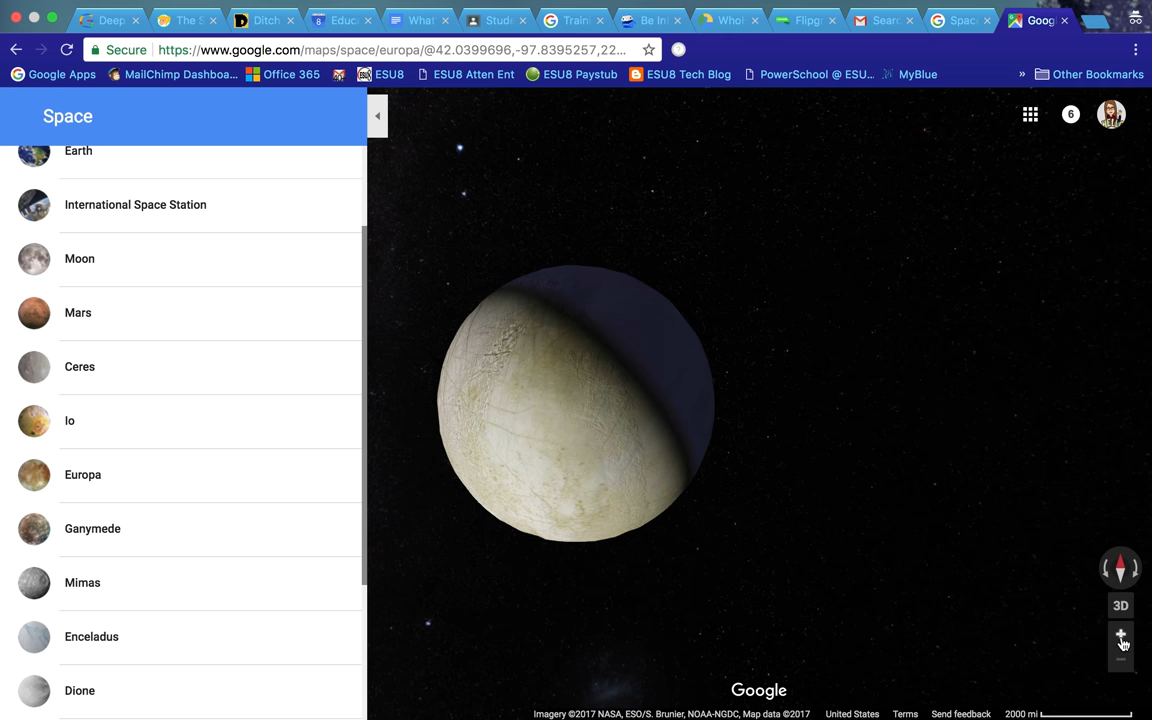 Deep
The S
Ditch
Educ
What
Stude
Traini
Be Int
Whol
Flipgr
Searc
Space
Goog
Secure https://www.google.com/maps/space/europa/@42.0399696,-97.8395257,22...
Google Apps MailChimp Dashboa... Office 365 ESU8 ESU8 Atten Ent ESU8 Paystub ESU8 Tech Blog PowerSchool @ ESU... MyBlue » Other Bookmarks
Space
6
Earth
International Space Station
Moon
Mars
Ceres
Io
Europa
Ganymede
Mimas
Enceladus
Dione
3D
Google
Imagery ©2017 NASA, ESO/S. Brunier, NOAA-NGDC, Map data ©2017 United States Terms Send feedback 2000 mi